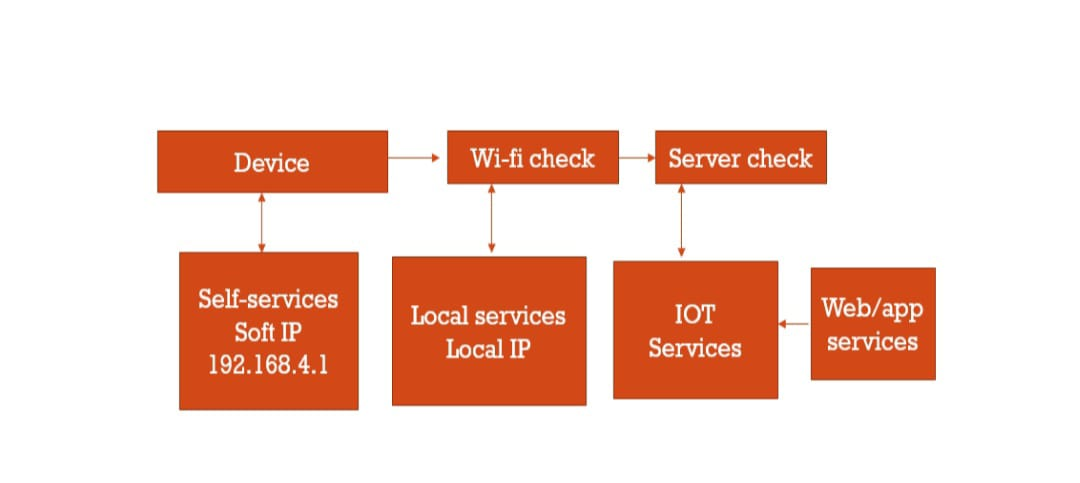 Device
Wi-fi check
Server check
Self-services
Soft IP
192.168.4.1
Local services
Local IP
IOT
Services
Web/app
services